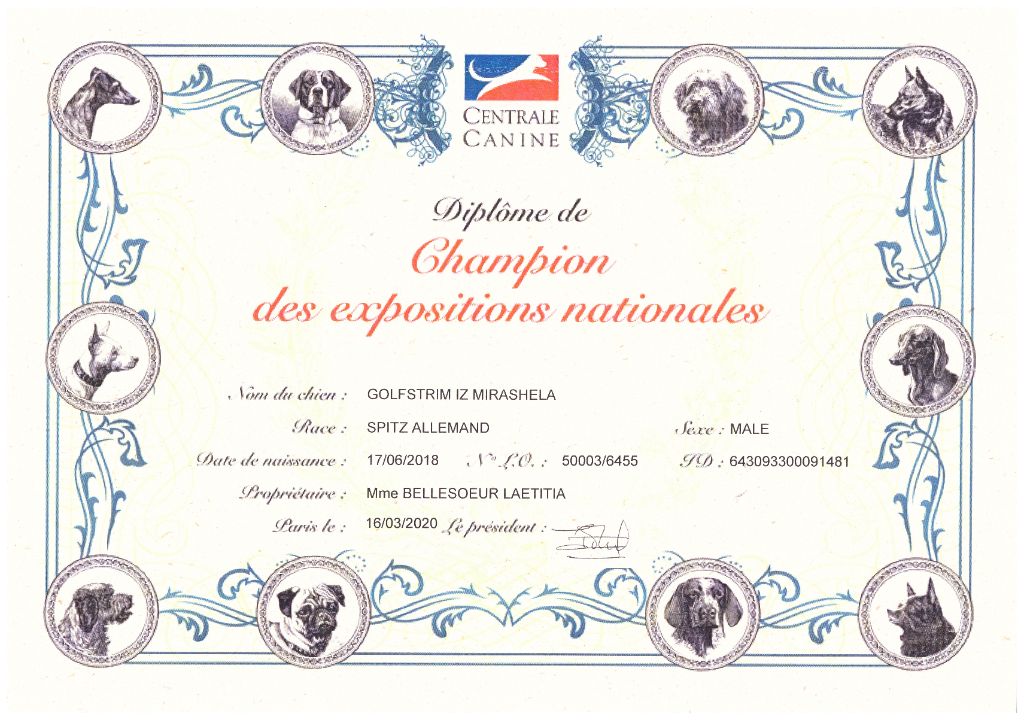 CENTRALE
CANINE
Diplôme de
Champion
des expositions nationales
Nom du chien : GOLFSTRIM IZ MIRASHELA
Race : SPITZ ALLEMAND Sexe : MALE
Date de naissance : 17/06/2018 N° L.O. : 50003/6455 ID : 643093300091481
Propriétaire : Mme BELLESOEUR LAETITIA
Paris le : 16/03/2020 Le président :